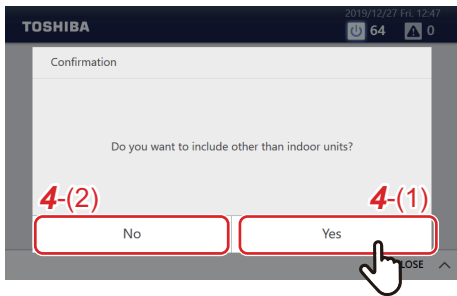 2019/12/27 Fri. 12:47
TOSHIBA
64
0
Confirmation
Do you want to include other than indoor units?
4-(2)
4-(1)
No
Yes
LOSE